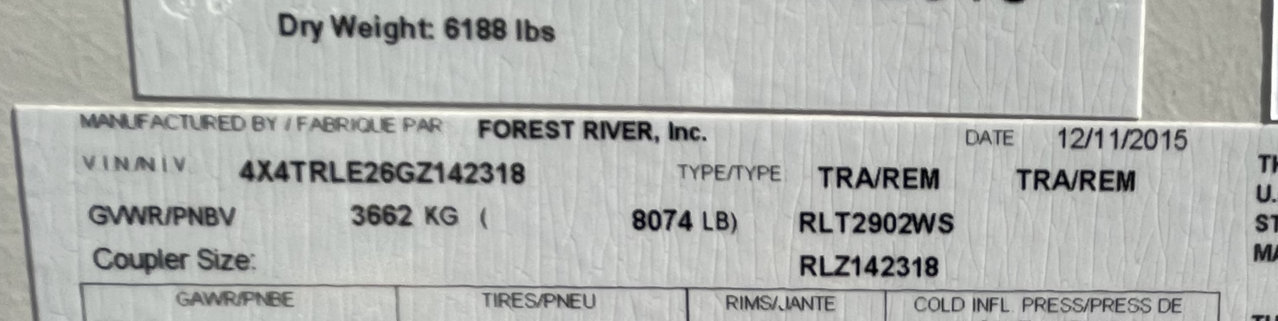 Dry Weight: 6188 lbs
MANUFACTURED BY / FABRIQUE PAR FOREST RIVER, Inc. DATE 12/11/2015
VIN/NIV 4X4TRLE26GZ142318 TYPE/TYPE TRA/REM TRA/REM
GVWR/PNBV 3662 KG ( 8074 LB) RLT2902WS
Coupler Size: RLZ142318
GAWR/PNBE TIRES/PNEU RIMS/JANTE COLD INFL. PRESS/PRESS DE